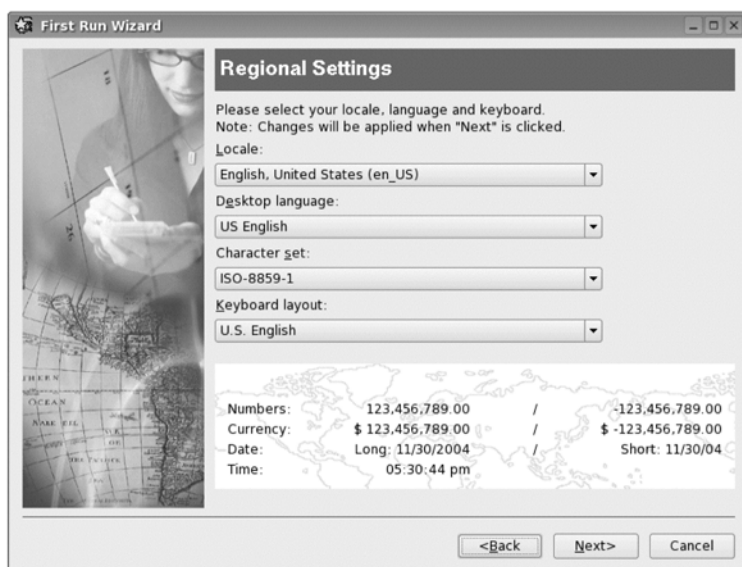 First Run Wizard
Regional Settings
Please select your locale, language and keyboard.
Note: Changes will be applied when "Next" is clicked.
Locale:
English, United States (en_US)
Desktop language:
US English
Character set:
ISO-8859-1
Keyboard layout:
U.S. English
Numbers: 123,456,789.00 / -123,456,789.00
Currency: $ 123,456,789.00 / $ -123,456,789.00
Date: Long: 11/30/2004 / Short: 11/30/04
Time: 05:30:44 pm
THERN
OCEAN
<Back Next> Cancel